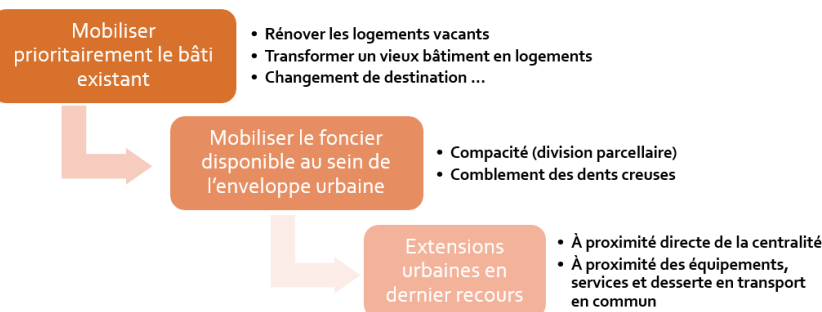 Mobiliser
prioritairement le bâti
existant
• Rénover les logements vacants
• Transformer un vieux bâtiment en logements
• Changement de destination ...
Mobiliser le foncier
disponible au sein de
l'enveloppe urbaine
• Compacité (division parcellaire)
• Comblement des dents creuses
Extensions
urbaines en
dernier recours
• À proximité directe de la centralité
• À proximité des équipements,
services et desserte en transport
en commun